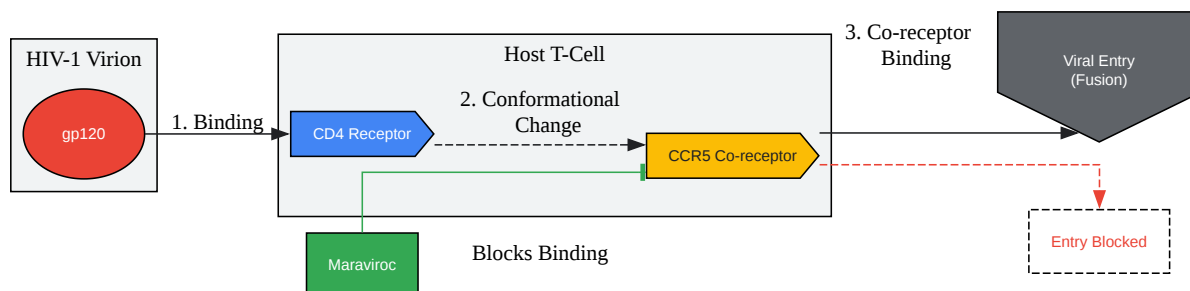 HIV-1 Virion
gp120
1. Binding
Host T-Cell
CD4 Receptor
2. Conformational
Change
CCR5 Co-receptor
3. Co-receptor
Binding
Viral Entry
(Fusion)
Maraviroc
Blocks Binding
Entry Blocked